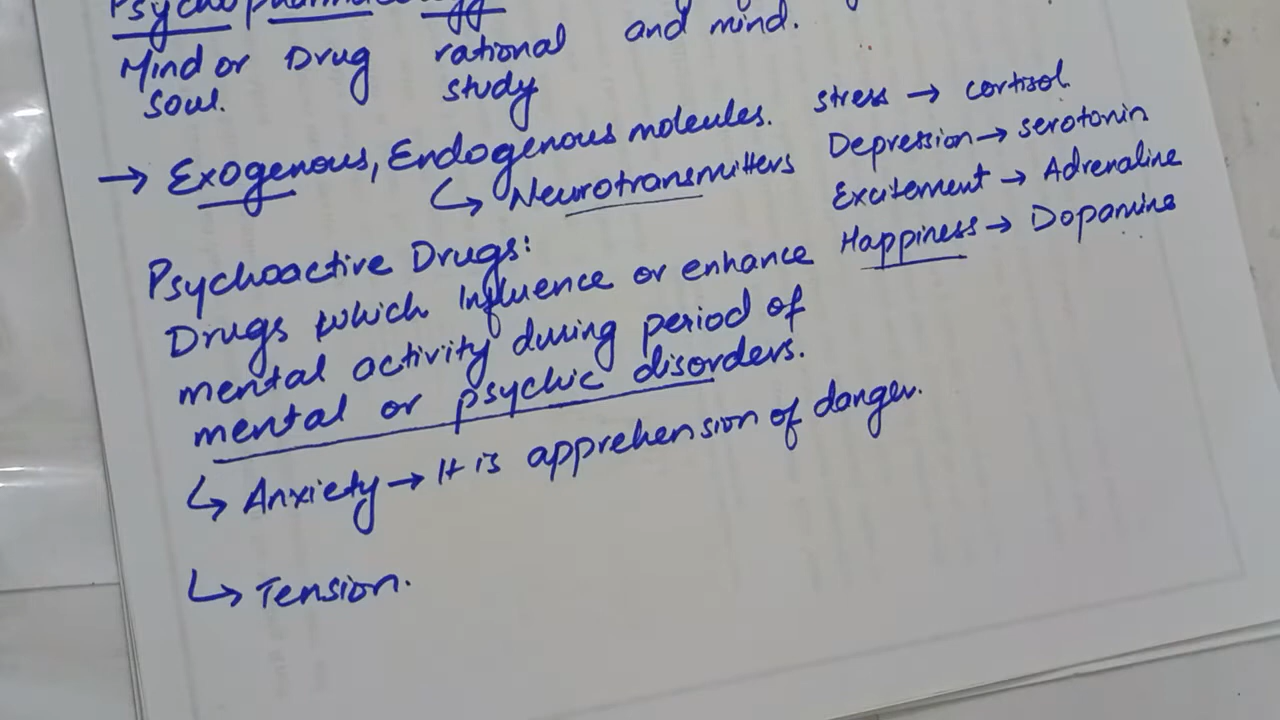 Psychopharmacology
Mind or Drug rational and mind.
soul. study
→ Exogenous, Endogenous moleules. stress → cortisol
↳ Neurotransmitters Depression → serotonin
Excitement → Adrenaline
Happiness → Dopamine
Psychoactive Drugs:
Drugs which influence or enhance
mental activity during period of
mental or psychic disorders.
↳ Anxiety → It is apprehension of danger.
↳ Tension.